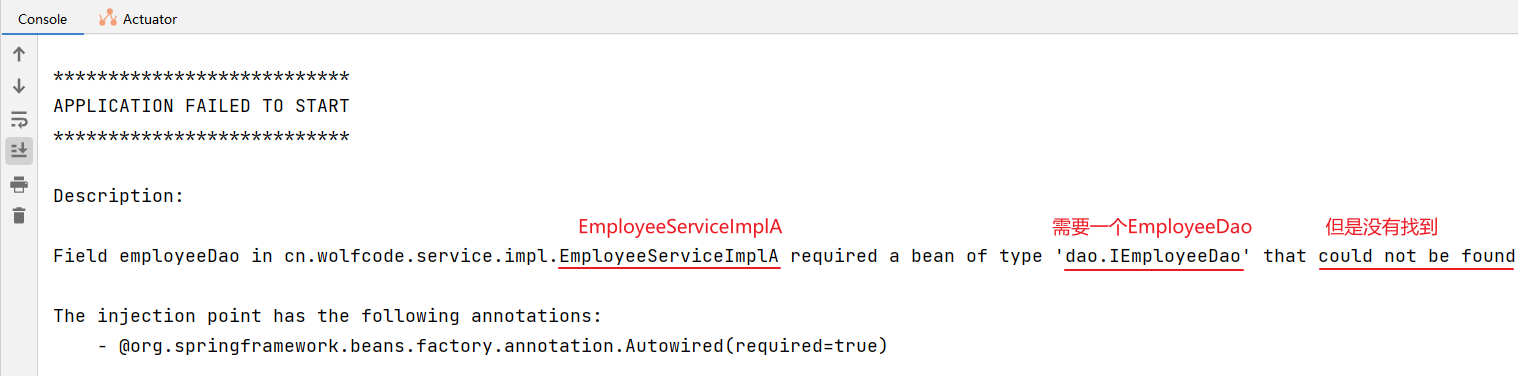 Console Actuator
***************************
APPLICATION FAILED TO START
***************************
Description:
EmployeeServiceImplA 需要一个EmployeeDao 但是没有找到
Field employeeDao in cn.wolfcode.service.impl.EmployeeServiceImplA required a bean of type 'dao.IEmployeeDao' that could not be found
The injection point has the following annotations:
- @org.springframework.beans.factory.annotation.Autowired(required=true)